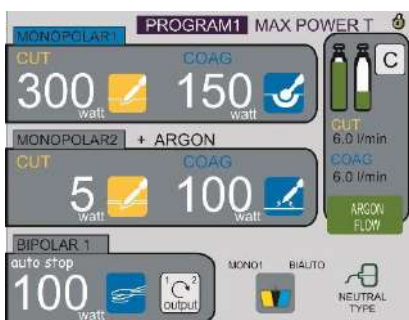 PROGRAM1 MAX POWER T
MONOPOLAR1
CUT
300
watt
COAG
150
watt
MONOPOLAR2 + ARGON
CUT
5
watt
COAG
100
watt
C
CUT
6.0 l/min
COAG
6.0 l/min
ARGON
FLOW
BIPOLAR 1
auto stop
100
watt
1 2
output
MONO1 BIAUTO
NEUTRAL
TYPE